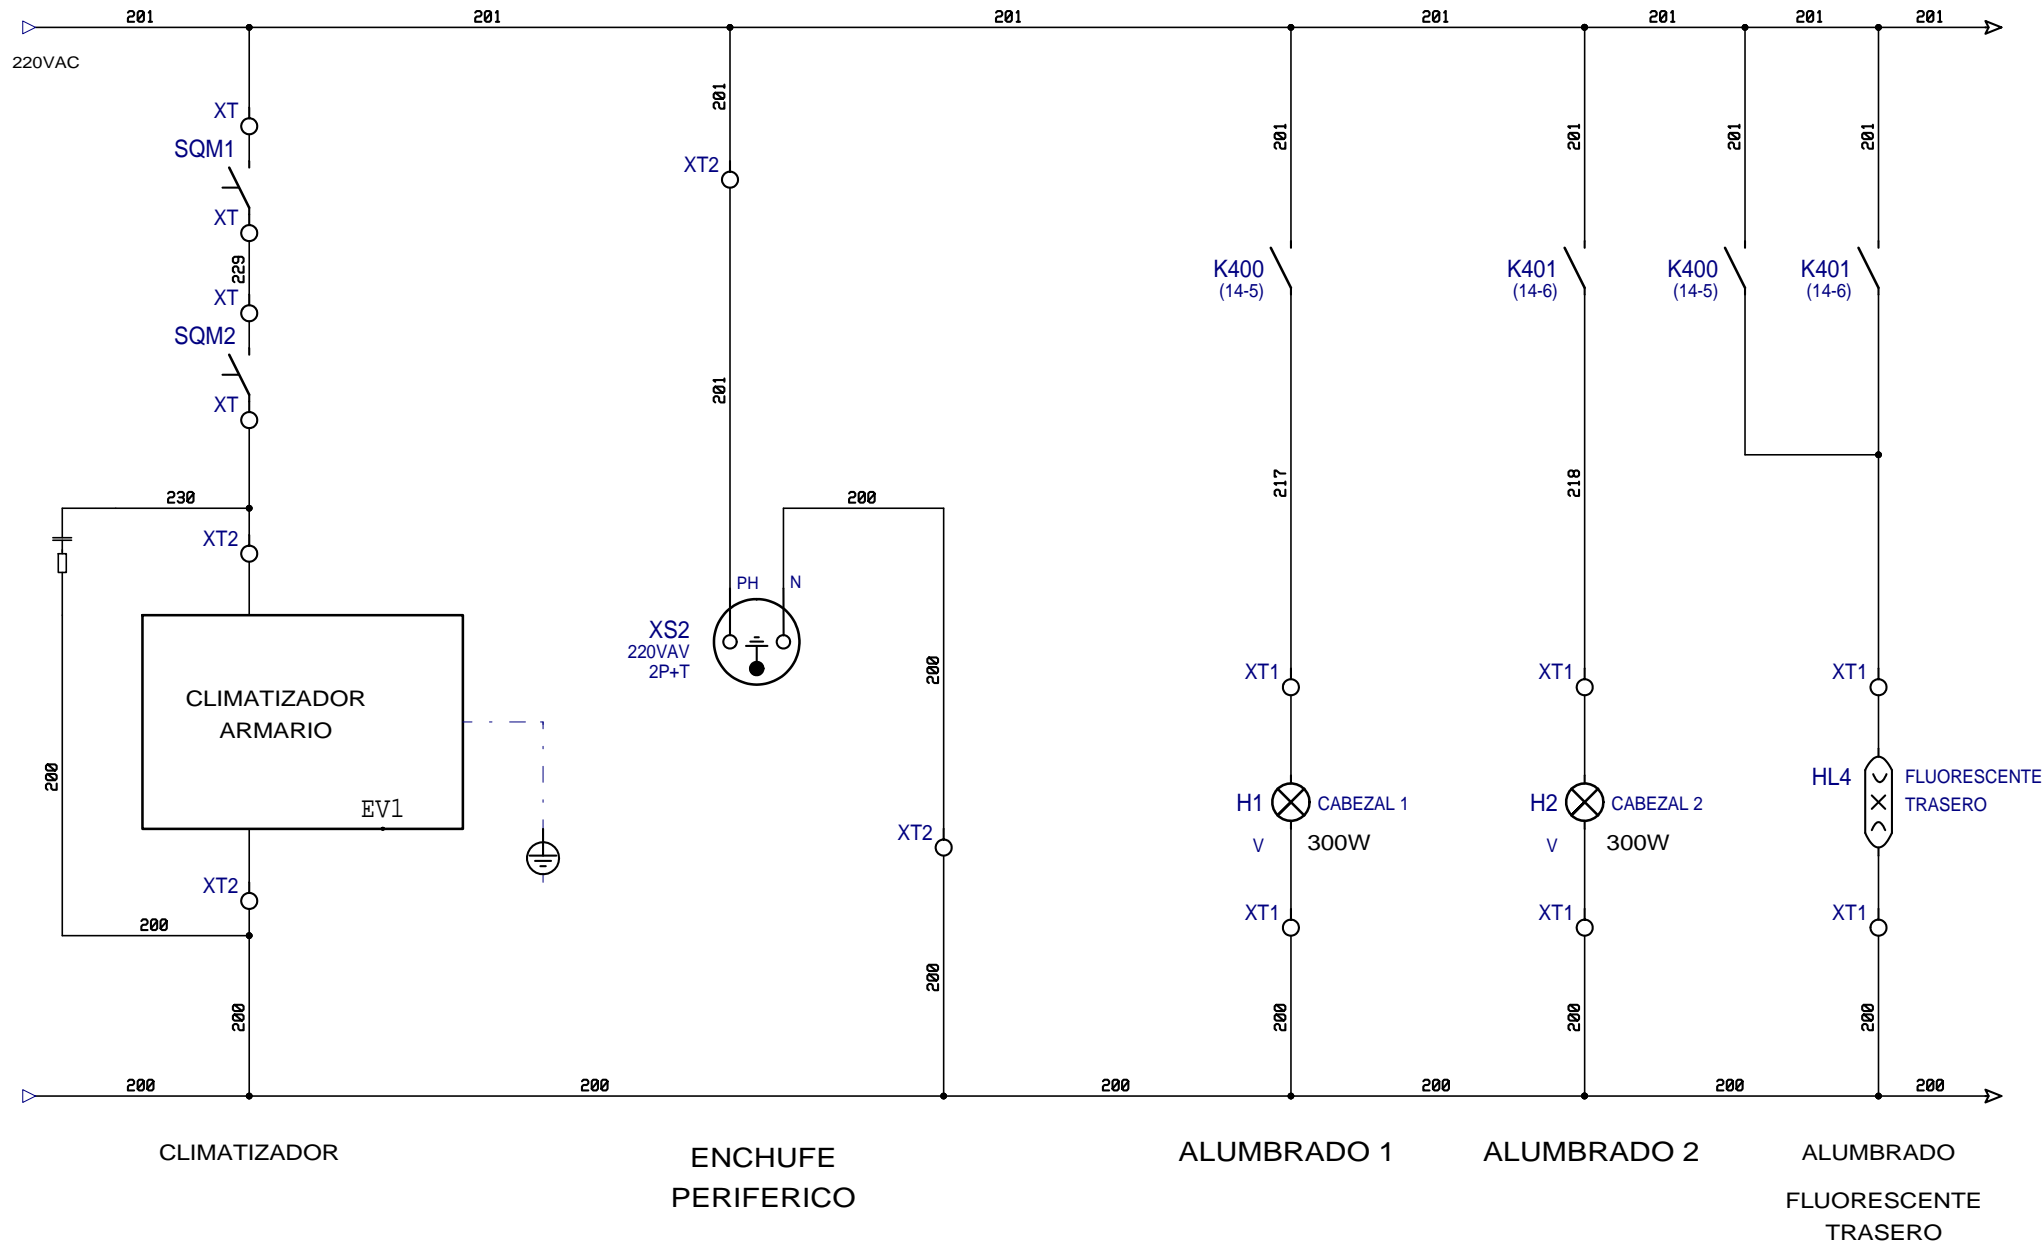 201 201 201 201 201 201 201
220VAC
XT
SQM1
XT
229
XT
SQM2
XT
230
XT2
CLIMATIZADOR
ARMARIO
EV1
200
XT2
200
200
201
XT2
201
200
PH N
XS2
220VAV
2P+T
200
XT2
200
201
K400
(14-5)
217
XT1
H1 CABEZAL 1
V 300W
XT1
200
201
K401
(14-6)
218
XT1
H2 CABEZAL 2
V 300W
XT1
200
201
K400
(14-5)
201
K401
(14-6)
XT1
HL4 FLUORESCENTE
TRASERO
XT1
200
200 200 200 200 200 200
CLIMATIZADOR
ENCHUFE
PERIFERICO
ALUMBRADO 1
ALUMBRADO 2
ALUMBRADO
FLUORESCENTE
TRASERO